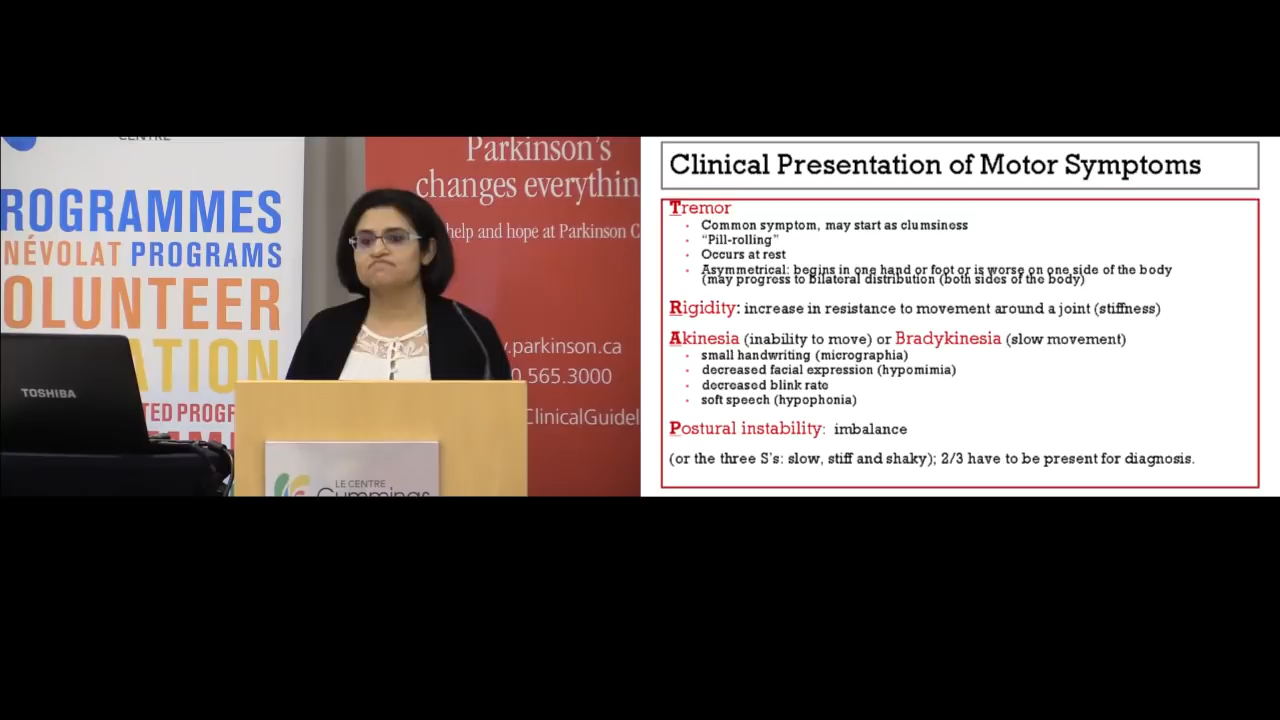 CENTRE
ROGRAMMES
NÉVOLAT PROGRAMS
OLUNTEER
ATION
TED PROGR
TOSHIBA
Parkinson's
changes everythin
help and hope at Parkinson C
.parkinson.ca
0.565.3000
ClinicalGuidel
LE CENTRE
Cummings
Clinical Presentation of Motor Symptoms
Tremor
• Common symptom, may start as clumsiness
• “Pill-rolling”
• Occurs at rest
• Asymmetrical: begins in one hand or foot or is worse on one side of the body
(may progress to bilateral distribution (both sides of the body)
Rigidity: increase in resistance to movement around a joint (stiffness)
Akinesia (inability to move) or Bradykinesia (slow movement)
• small handwriting (micrographia)
• decreased facial expression (hypomimia)
• decreased blink rate
• soft speech (hypophonia)
Postural instability: imbalance
(or the three S's: slow, stiff and shaky); 2/3 have to be present for diagnosis.